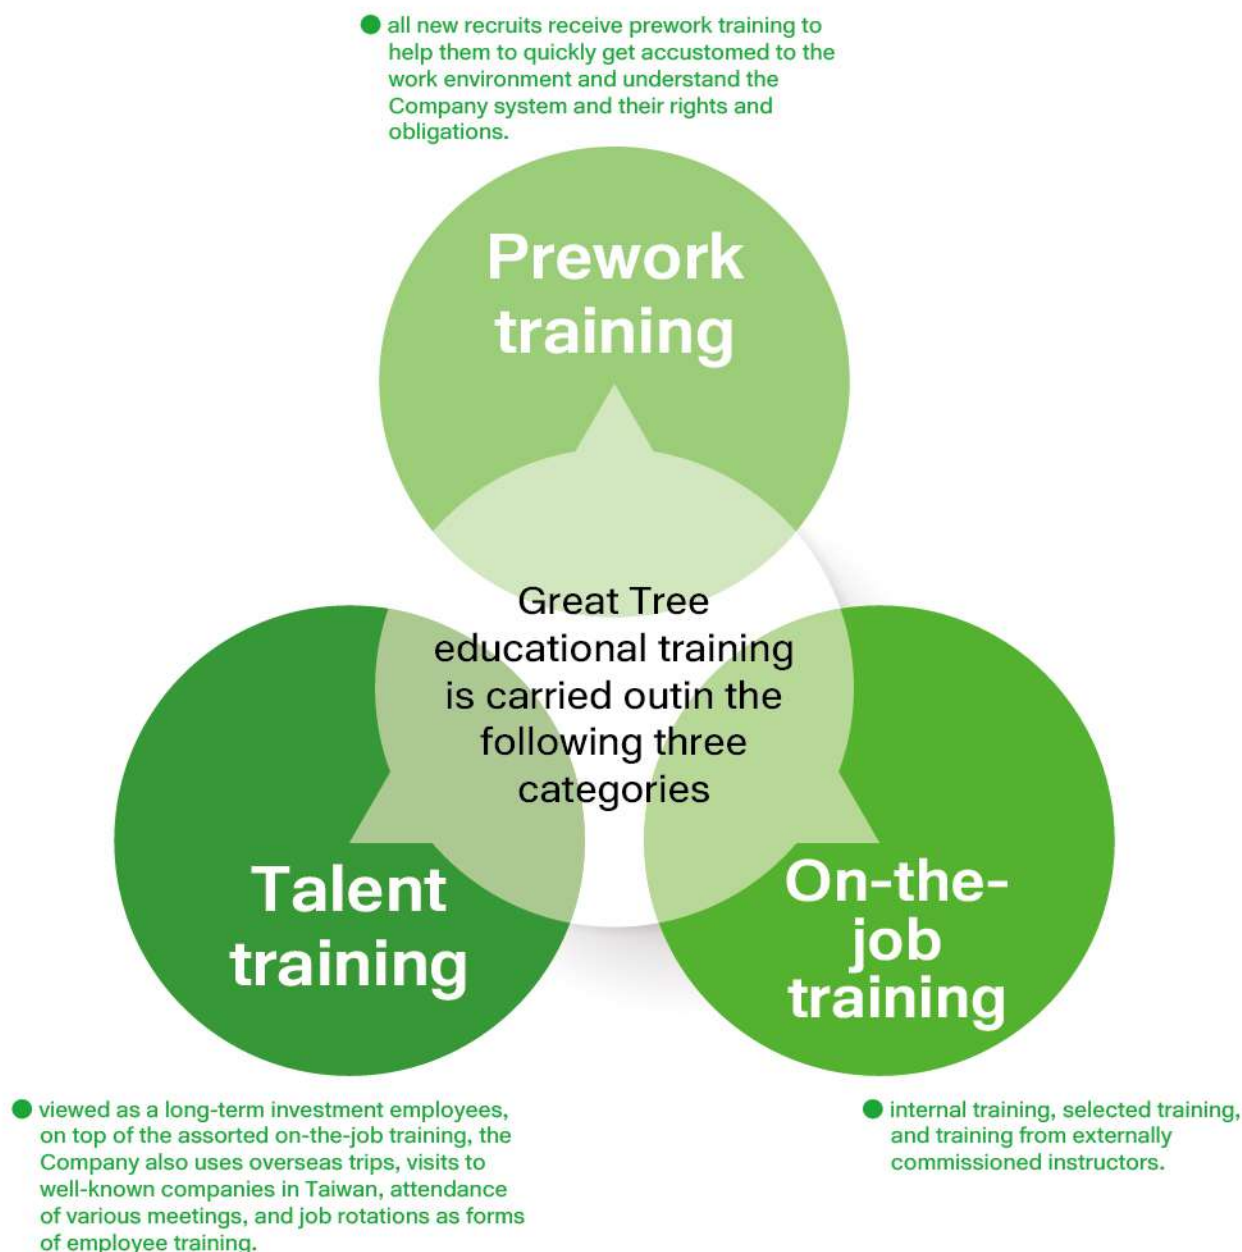 all new recruits receive prework training to
help them to quickly get accustomed to the
work environment and understand the
Company system and their rights and
obligations.
Prework
training
Great Tree
educational training
is carried outin the
following three
categories
Talent
training
On-the-
job
training
viewed as a long-term investment employees,
on top of the assorted on-the-job training, the
Company also uses overseas trips, visits to
well-known companies in Taiwan, attendance
of various meetings, and job rotations as forms
of employee training.
internal training, selected training,
and training from externally
commissioned instructors.